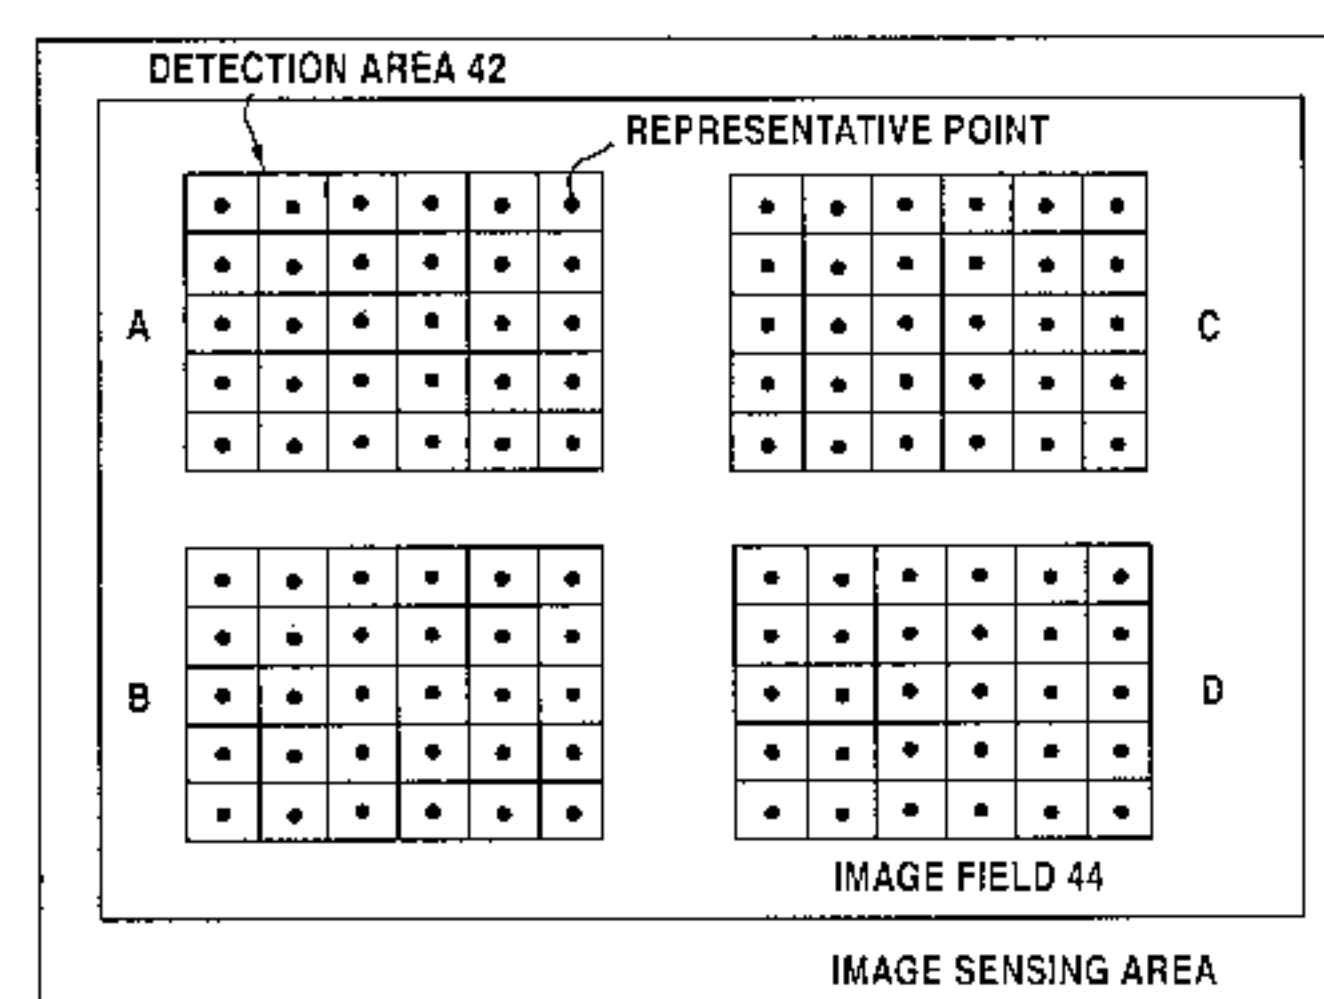 DETECTION AREA 42
REPRESENTATIVE POINT
A
C
B
D
IMAGE FIELD 44
IMAGE SENSING AREA